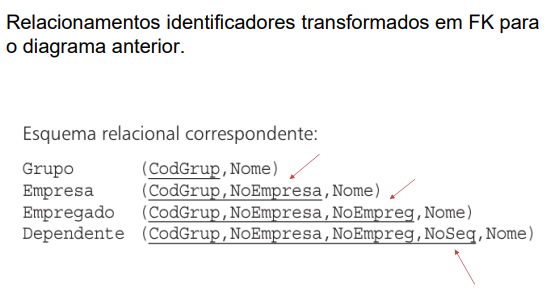 Relacionamentos identificadores transformados em FK para
o diagrama anterior.
Esquema relacional correspondente:
Grupo (CodGrup,Nome)
Empresa (CodGrup,NoEmpresa,Nome)
Empregado (CodGrup,NoEmpresa,NoEmpreg,Nome)
Dependente (CodGrup,NoEmpresa,NoEmpreg,NoSeq,Nome)